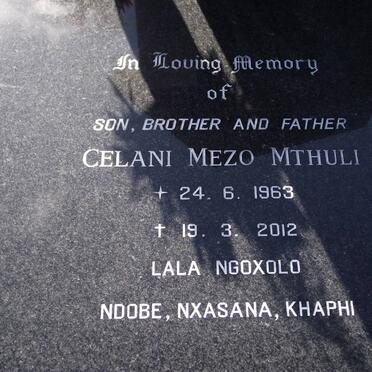 In Loving Memory
of
SON, BROTHER AND FATHER
CELANI MEZO MTHULI
+ 24. 6. 1963
✝ 19. 3. 2012
LALA NGOXOLO
NDOBE, NXASANA, KHAPHI